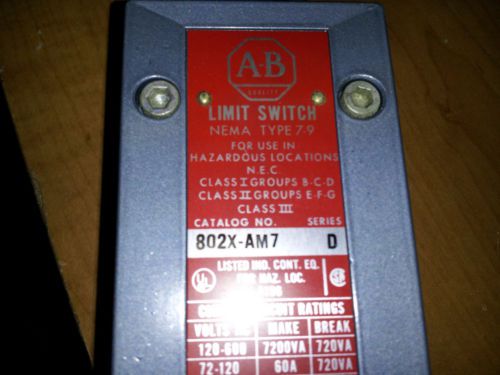 A-B
QUALITY
LIMIT SWITCH
NEMA TYPE 7-9
FOR USE IN
HAZARDOUS LOCATIONS
N.E.C.
CLASS I GROUPS B-C-D
CLASS II GROUPS E-F-G
CLASS III
CATALOG NO. SERIES
802X-AM7 D
UL LISTED IND. CONT. EQ.
FOR HAZ. LOC.
RATINGS
VOLTS MAKE BREAK
120-600 7200VA 720VA
72-120 60A 720VA